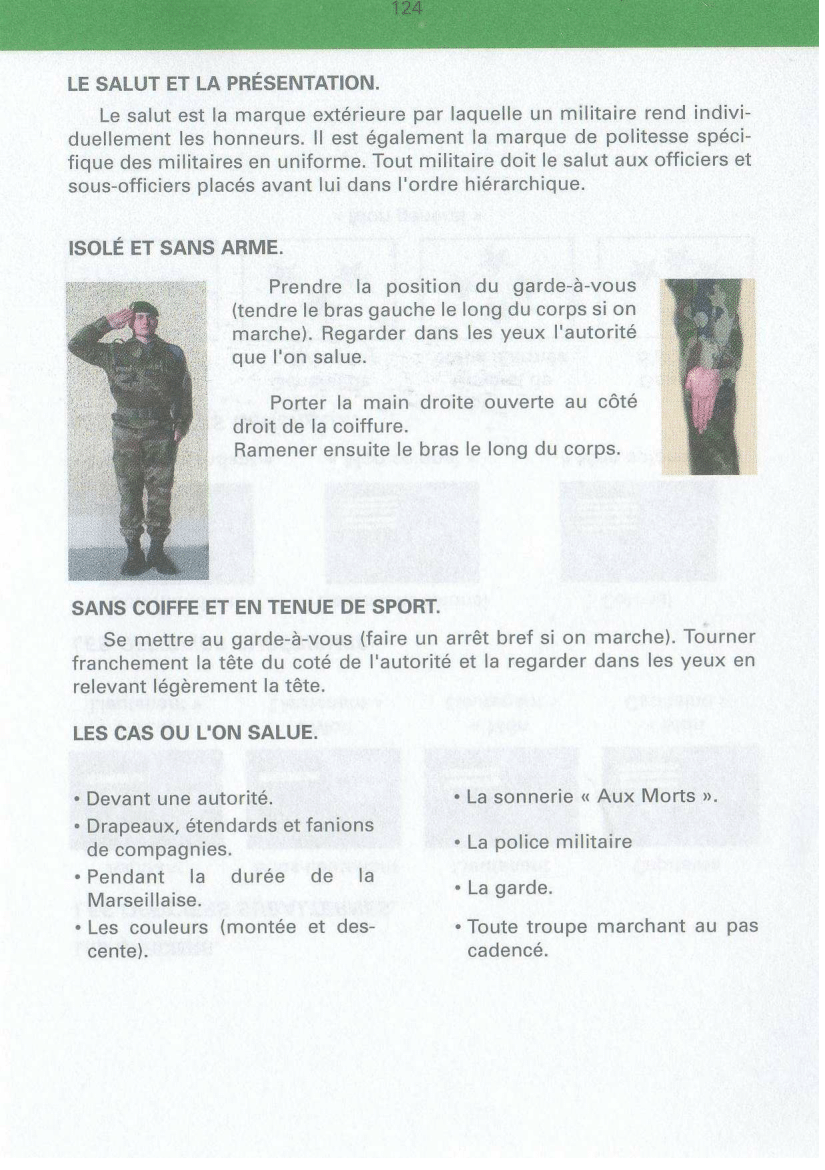 124
LE SALUT ET LA PRÉSENTATION.
Le salut est la marque extérieure par laquelle un militaire rend indivi-
duellement les honneurs. Il est également la marque de politesse spéci-
fique des militaires en uniforme. Tout militaire doit le salut aux officiers et
sous-officiers placés avant lui dans l'ordre hiérarchique.
ISOLÉ ET SANS ARME.
Prendre la position du garde-à-vous
(tendre le bras gauche le long du corps si on
marche). Regarder dans les yeux l'autorité
que l'on salue.
Porter la main droite ouverte au côté
droit de la coiffure.
Ramener ensuite le bras le long du corps.
SANS COIFFE ET EN TENUE DE SPORT.
Se mettre au garde-à-vous (faire un arrêt bref si on marche). Tourner
franchement la tête du coté de l'autorité et la regarder dans les yeux en
relevant légèrement la tête.
LES CAS OU L'ON SALUE.
• Devant une autorité.
• Drapeaux, étendards et fanions
de compagnies.
• Pendant la durée de la
Marseillaise.
• Les couleurs (montée et des-
cente).
• La sonnerie « Aux Morts ».
• La police militaire
• La garde.
• Toute troupe marchant au pas
cadencé.